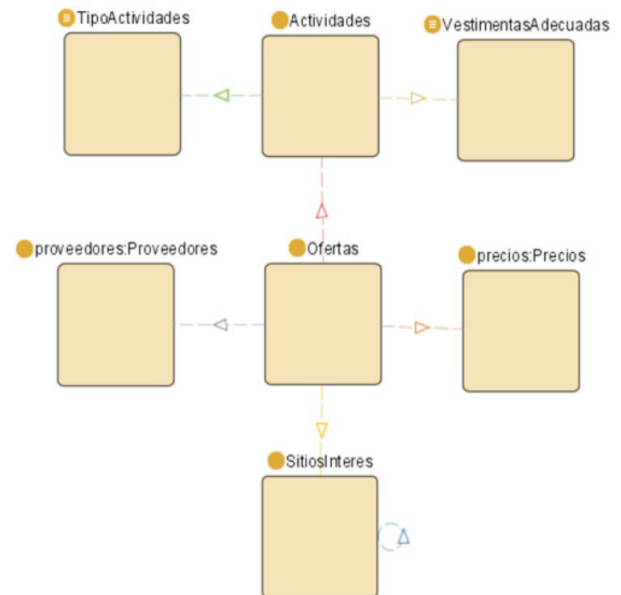 TipoActividades
Actividades
VestimentasAdecuadas
proveedores:Proveedores
Ofertas
precios:Precios
SitiosInteres